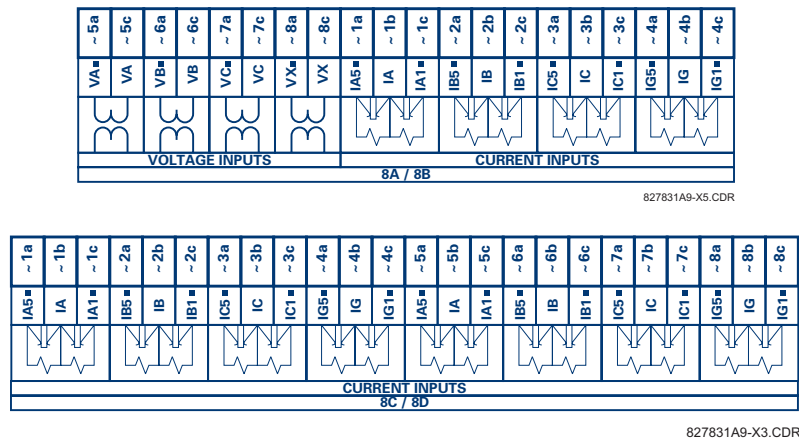 ~ 5a ~ 5c ~ 6a ~ 6c ~ 7a ~ 7c ~ 8a ~ 8c ~ 1a ~ 1b ~ 1c ~ 2a ~ 2b ~ 2c ~ 3a ~ 3b ~ 3c ~ 4a ~ 4b ~ 4c
VA■ VA VB■ VB VC■ VC VX■ VX IA5■ IA IA1■ IB5■ IB IB1■ IC5■ IC IC1■ IG5■ IG IG1■
VOLTAGE INPUTS CURRENT INPUTS
8A / 8B
827831A9-X5.CDR
~ 1a ~ 1b ~ 1c ~ 2a ~ 2b ~ 2c ~ 3a ~ 3b ~ 3c ~ 4a ~ 4b ~ 4c ~ 5a ~ 5b ~ 5c ~ 6a ~ 6b ~ 6c ~ 7a ~ 7b ~ 7c ~ 8a ~ 8b ~ 8c
IA5■ IA IA1■ IB5■ IB IB1■ IC5■ IC IC1■ IG5■ IG IG1■ IA5■ IA IA1■ IB5■ IB IB1■ IC5■ IC IC1■ IG5■ IG IG1■
CURRENT INPUTS
8C / 8D
827831A9-X3.CDR